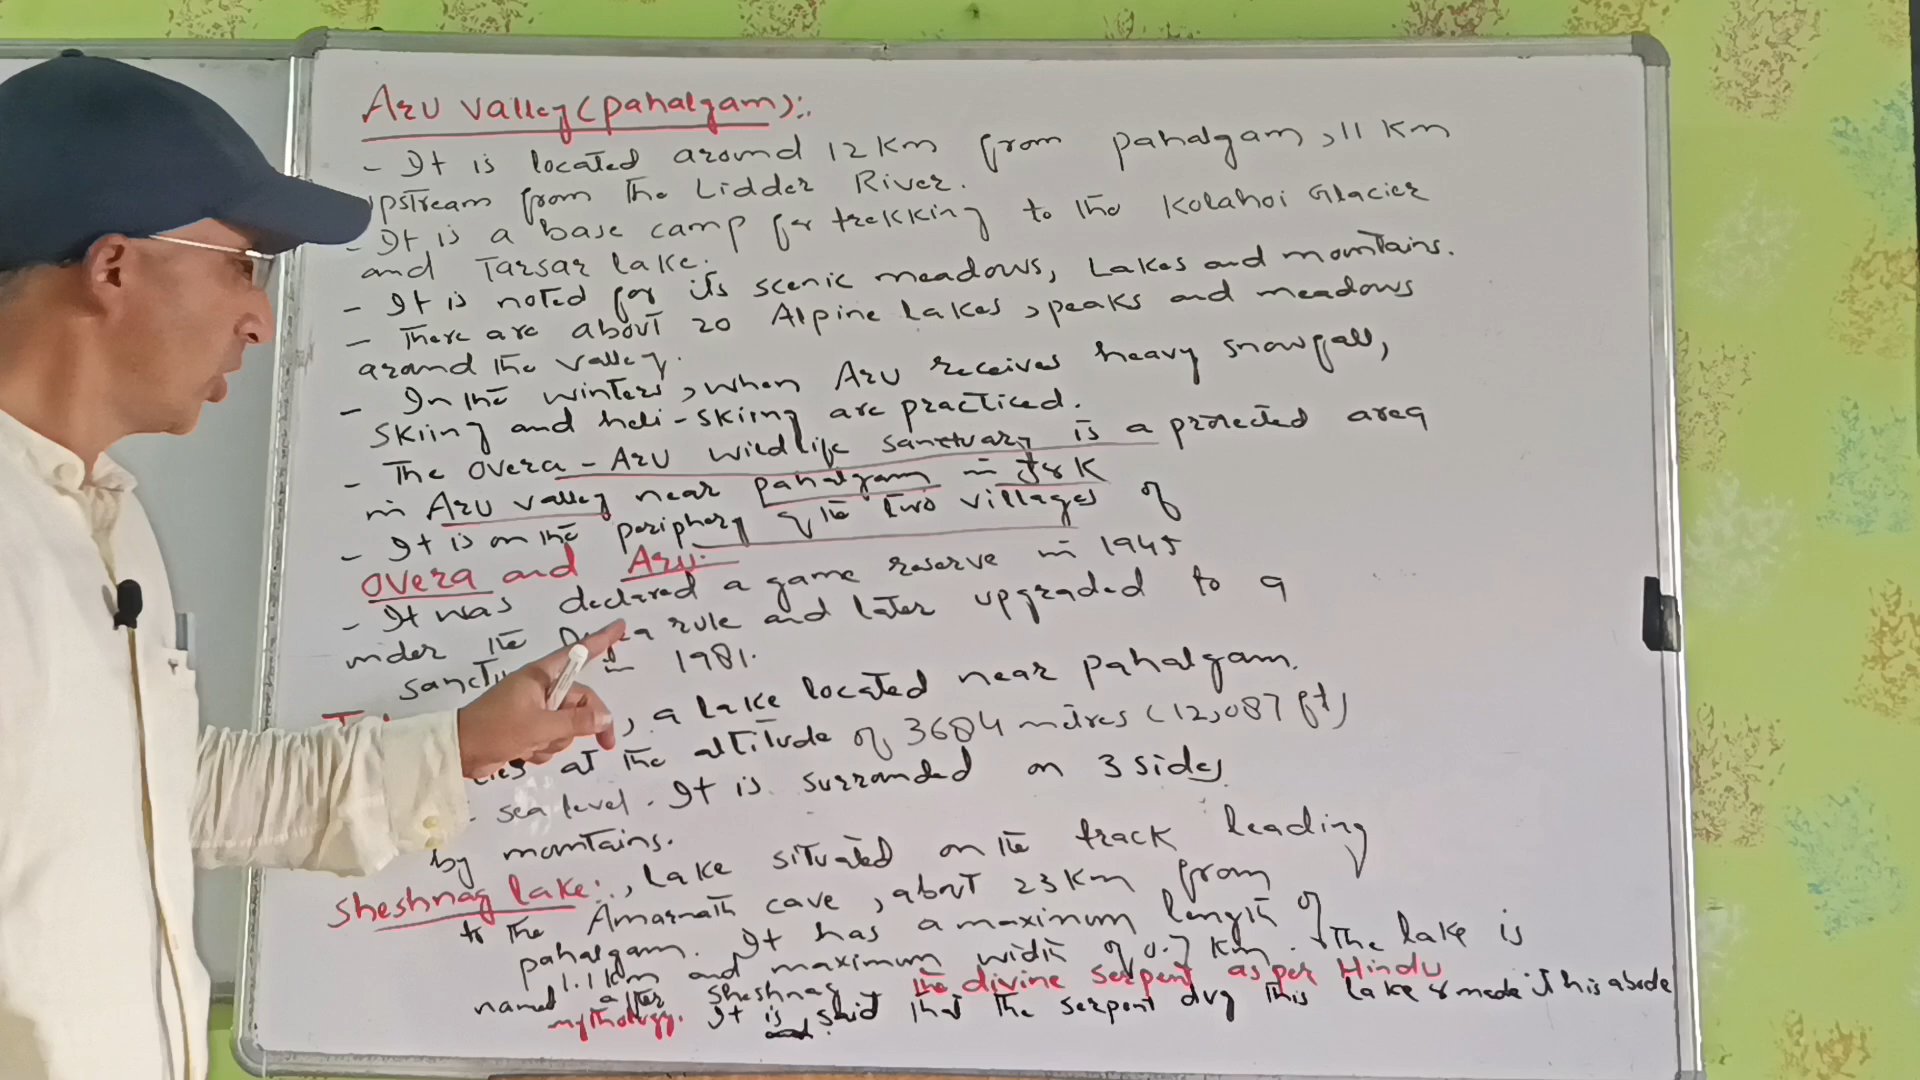 Aru valley (pahalgam):.
- It is located around 12 Km from pahalgam, 11 Km
upstream from the Lidder River.
- It is a base camp for trekking to the Kolahoi Glacier
and Tarsar lake.
- It is noted for its scenic meadows, Lakes and mountains.
- There are about 20 Alpine lakes, peaks and meadows
around the valley.
- In the winters, when Aru receives heavy snowfall,
skiing and heli-skiing are practiced.
- The overa-Aru wildlife sanctuary is a protected area
in Aru valley near pahalgam in J&K
- It is on the periphery of the two villages of
overa and Aru.
- It was declared a game reserve in 1945
under the rule and later upgraded to a
in 1981.
, a lake located near pahalgam.
at the altitude of 3684 metres (12,087 ft)
sea level. It is surrounded on 3 sides
by mountains.
Sheshnag lake:, lake situated on the track leading
to the Amarnath cave, about 23 Km from
pahalgam. It has a maximum length of
1.1 Km and maximum width of 0.7 Km. The lake is
named after Sheshnag the divine serpent as per Hindu
mythology. It is said that the serpent dug this lake & made it his abode